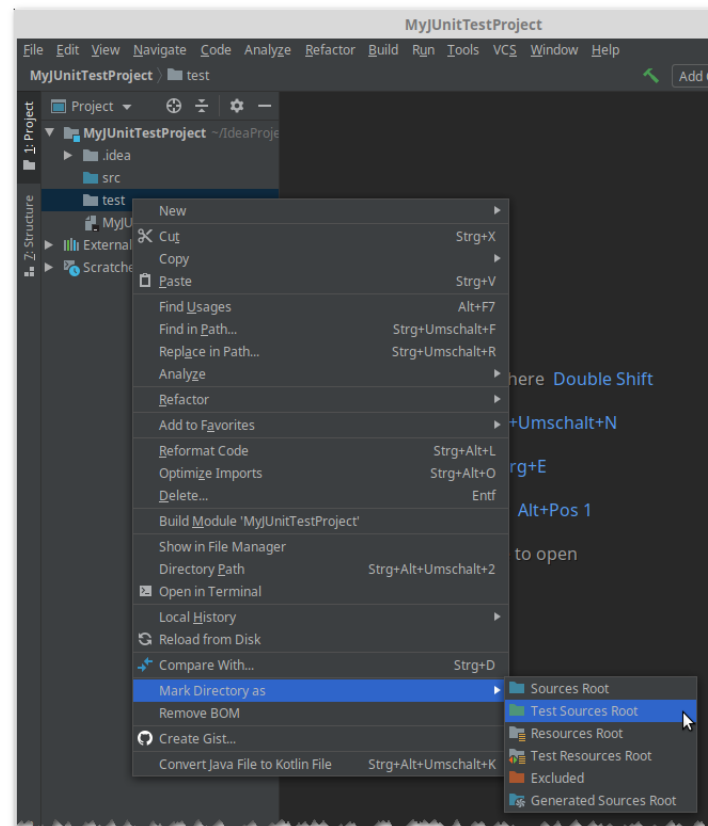 MyJUnitTestProject
File Edit View Navigate Code Analyze Refactor Build Run Tools VCS Window Help
MyJUnitTestProject test
Add
1: Project
Project
MyJUnitTestProject ~/IdeaProje
.idea
src
test
MyJU
7: Structure
External
Scratche
New
Cut Strg+X
Copy
Paste Strg+V
Find Usages Alt+F7
Find in Path... Strg+Umschalt+F
Replace in Path... Strg+Umschalt+R
Analyze
Refactor
Add to Favorites
Reformat Code Strg+Alt+L
Optimize Imports Strg+Alt+O
Delete... Entf
Build Module 'MyJUnitTestProject'
Show in File Manager
Directory Path Strg+Alt+Umschalt+2
Open in Terminal
Local History
Reload from Disk
Compare With... Strg+D
Mark Directory as
Remove BOM
Create Gist...
Convert Java File to Kotlin File Strg+Alt+Umschalt+K
here Double Shift
+Umschalt+N
rg+E
Alt+Pos 1
to open
Sources Root
Test Sources Root
Resources Root
Test Resources Root
Excluded
Generated Sources Root